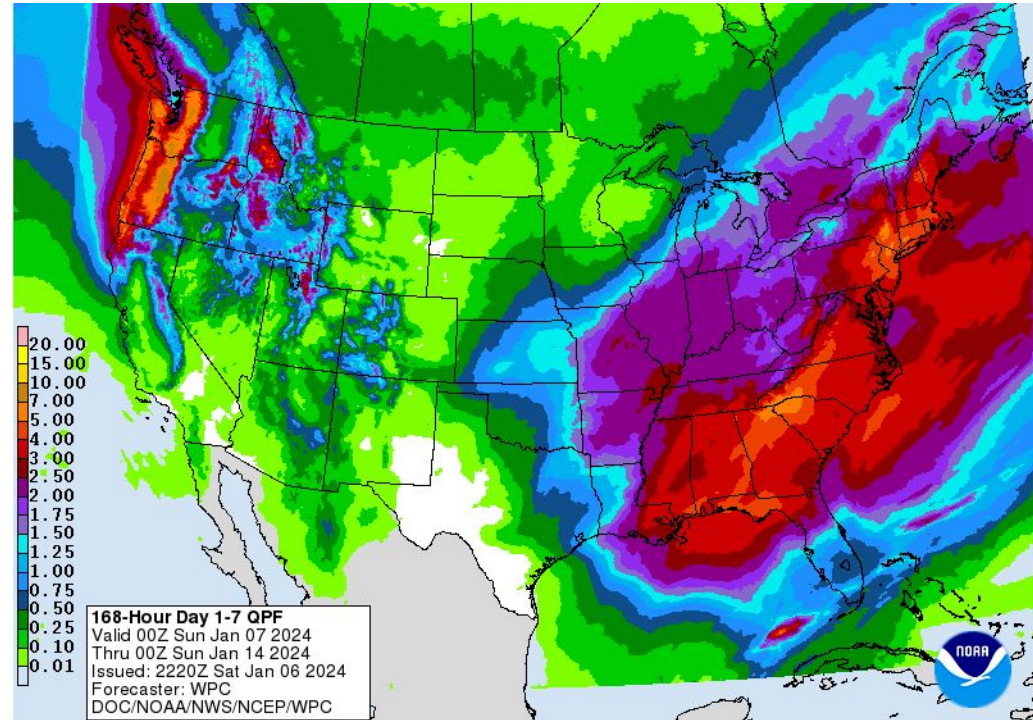 20.00
15.00
10.00
7.00
5.00
4.00
3.00
2.50
2.00
1.75
1.50
1.25
1.00
0.75
0.50
0.25
0.10
0.01
168-Hour Day 1-7 QPF
Valid 00Z Sun Jan 07 2024
Thru 00Z Sun Jan 14 2024
Issued: 2220Z Sat Jan 06 2024
Forecaster: WPC
DOC/NOAA/NWS/NCEP/WPC
NOAA